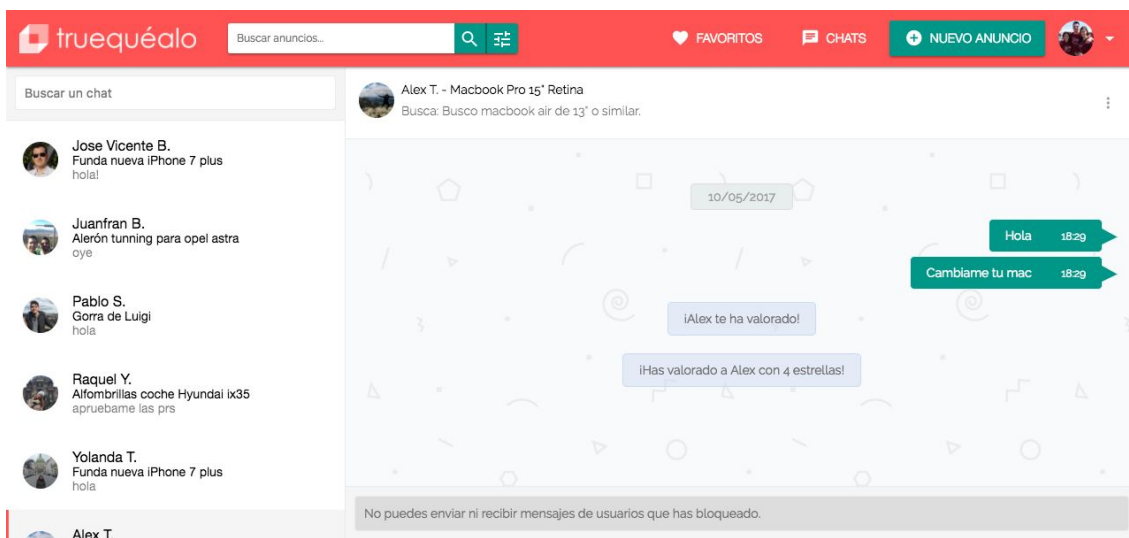 truequéalo
Buscar anuncios...
FAVORITOS
CHATS
NUEVO ANUNCIO
Buscar un chat
Jose Vicente B.
Funda nueva iPhone 7 plus
hola!
Juanfran B.
Alerón tunning para opel astra
oye
Pablo S.
Gorra de Luigi
hola
Raquel Y.
Alfombrillas coche Hyundai ix35
apruebame las prs
Yolanda T.
Funda nueva iPhone 7 plus
hola
Alex T.
Alex T. - Macbook Pro 15" Retina
Busca: Busco macbook air de 13" o similar.
10/05/2017
Hola 18:29
Cambiame tu mac 18:29
¡Alex te ha valorado!
¡Has valorado a Alex con 4 estrellas!
No puedes enviar ni recibir mensajes de usuarios que has bloqueado.